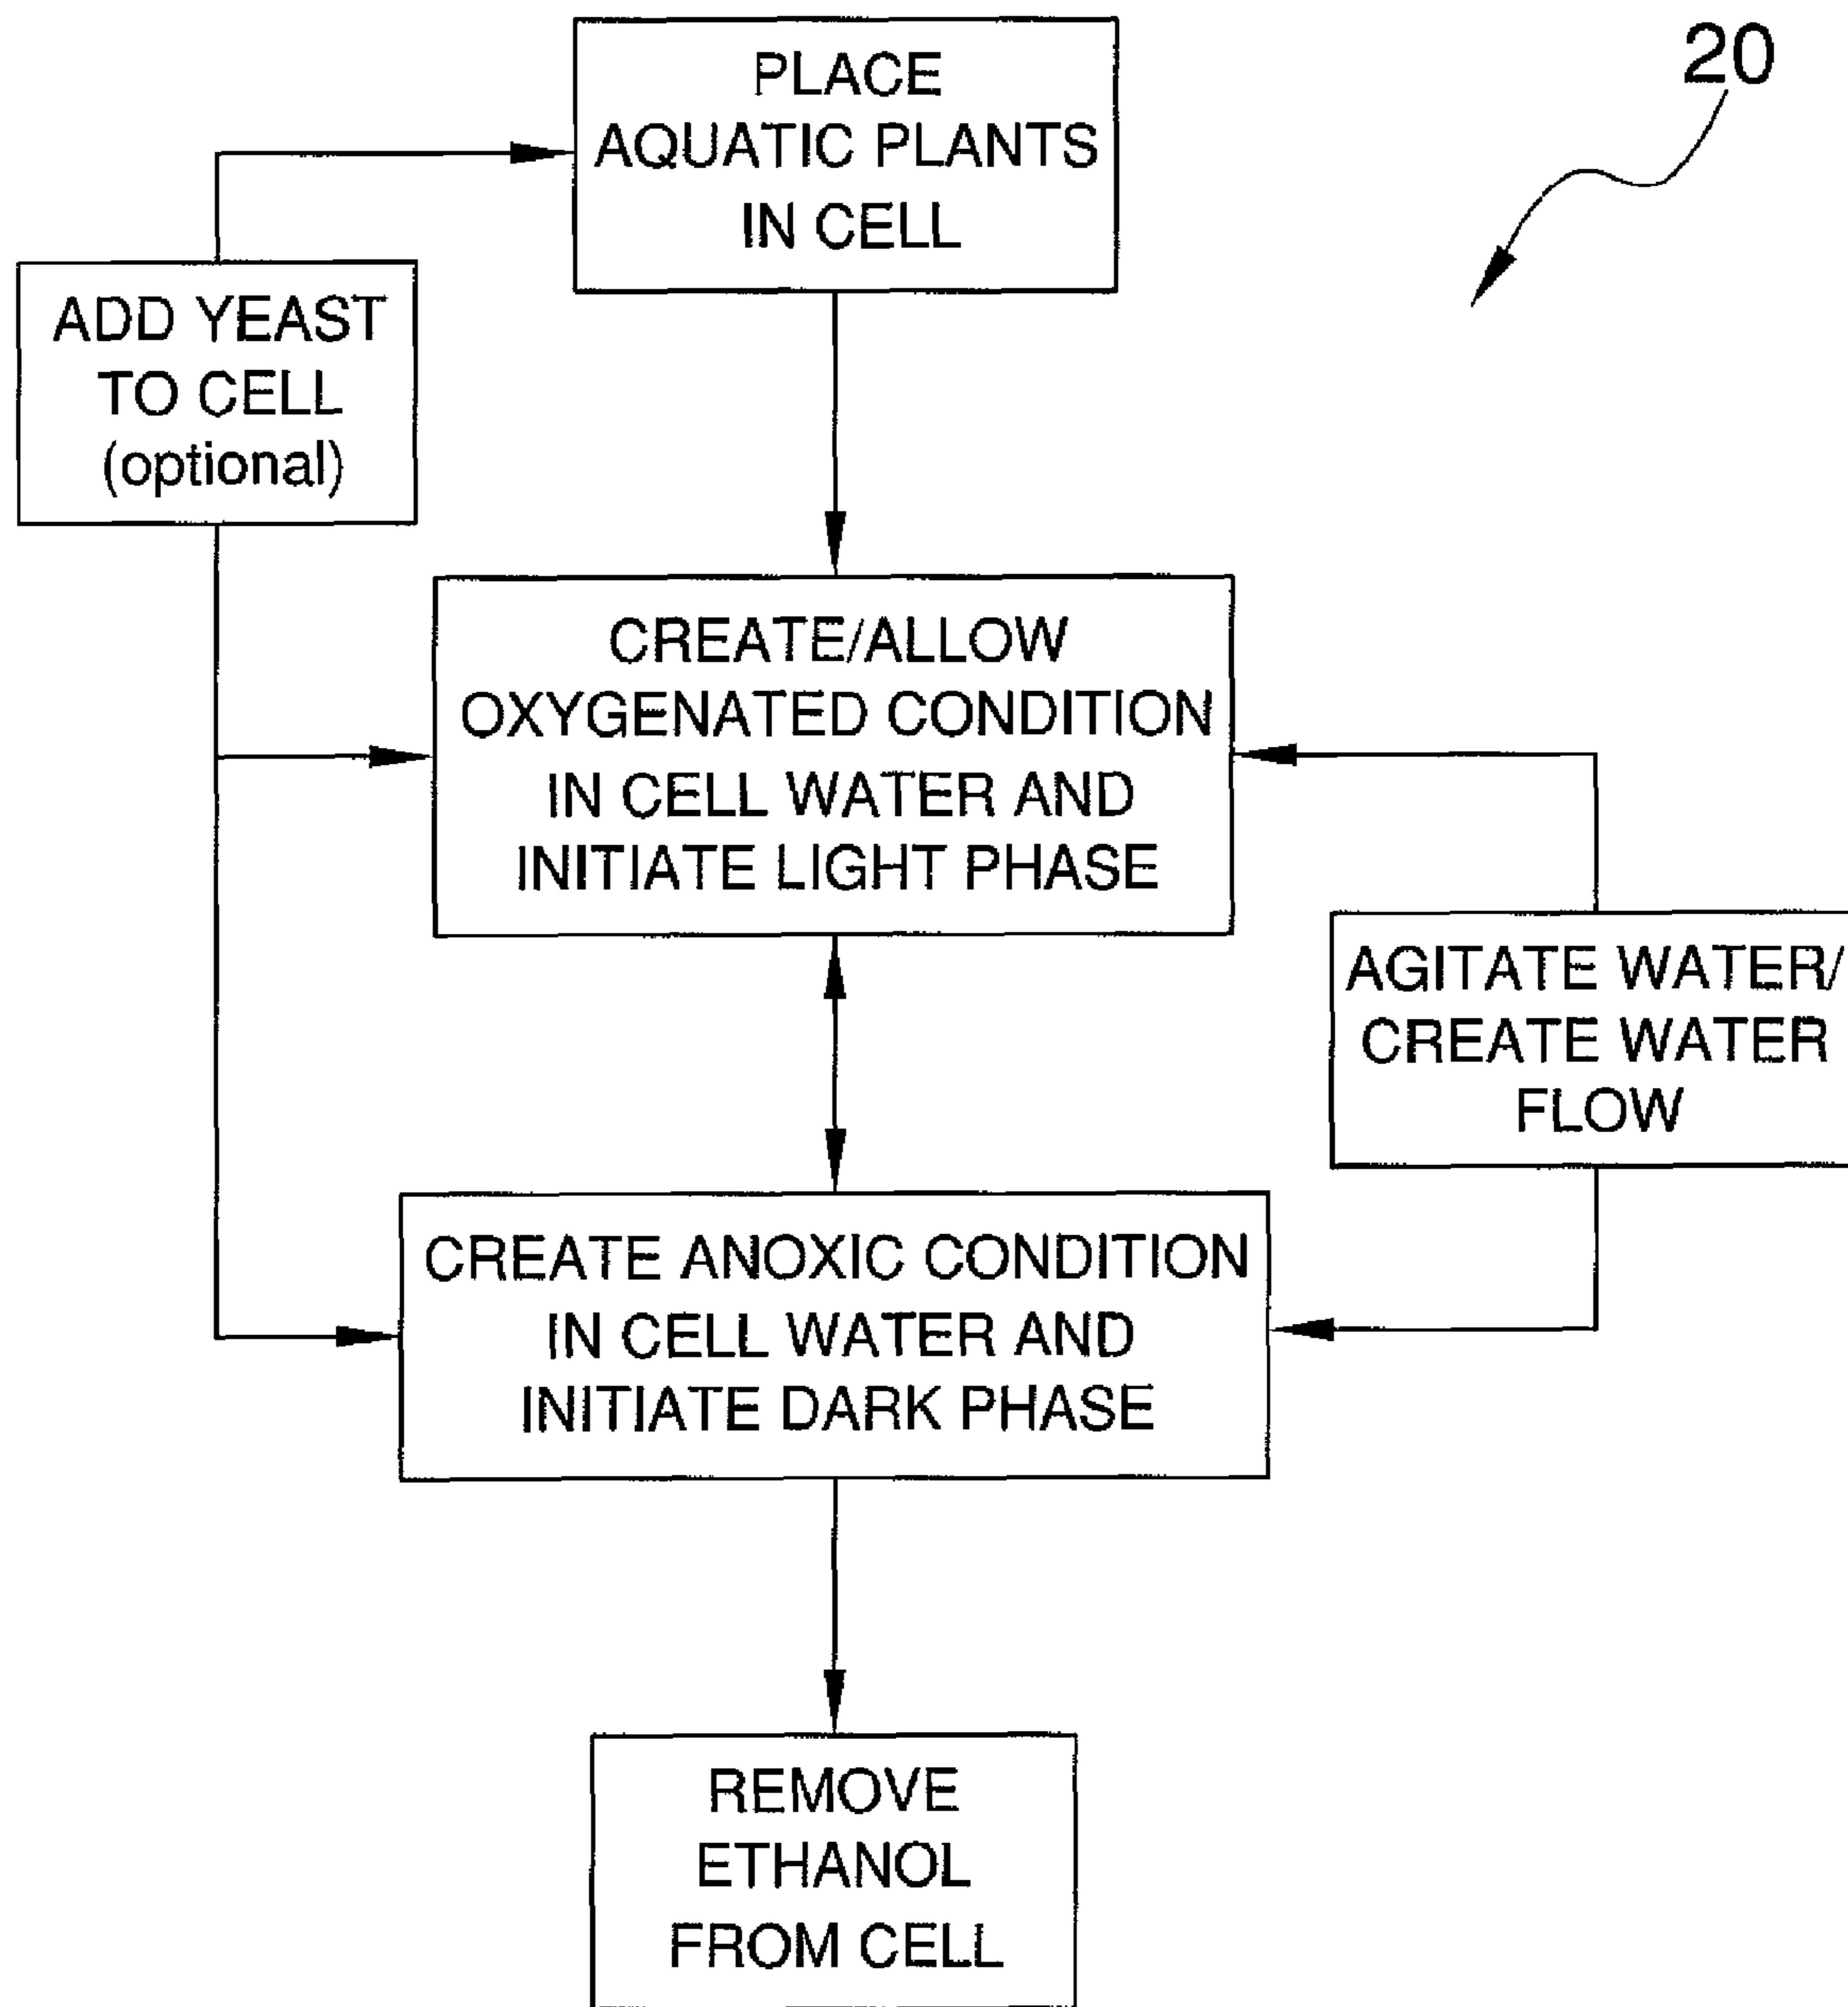 20
PLACE
AQUATIC PLANTS
IN CELL
ADD YEAST
TO CELL
(optional)
CREATE/ALLOW
OXYGENATED CONDITION
IN CELL WATER AND
INITIATE LIGHT PHASE
AGITATE WATER/
CREATE WATER
FLOW
CREATE ANOXIC CONDITION
IN CELL WATER AND
INITIATE DARK PHASE
REMOVE
ETHANOL
FROM CELL